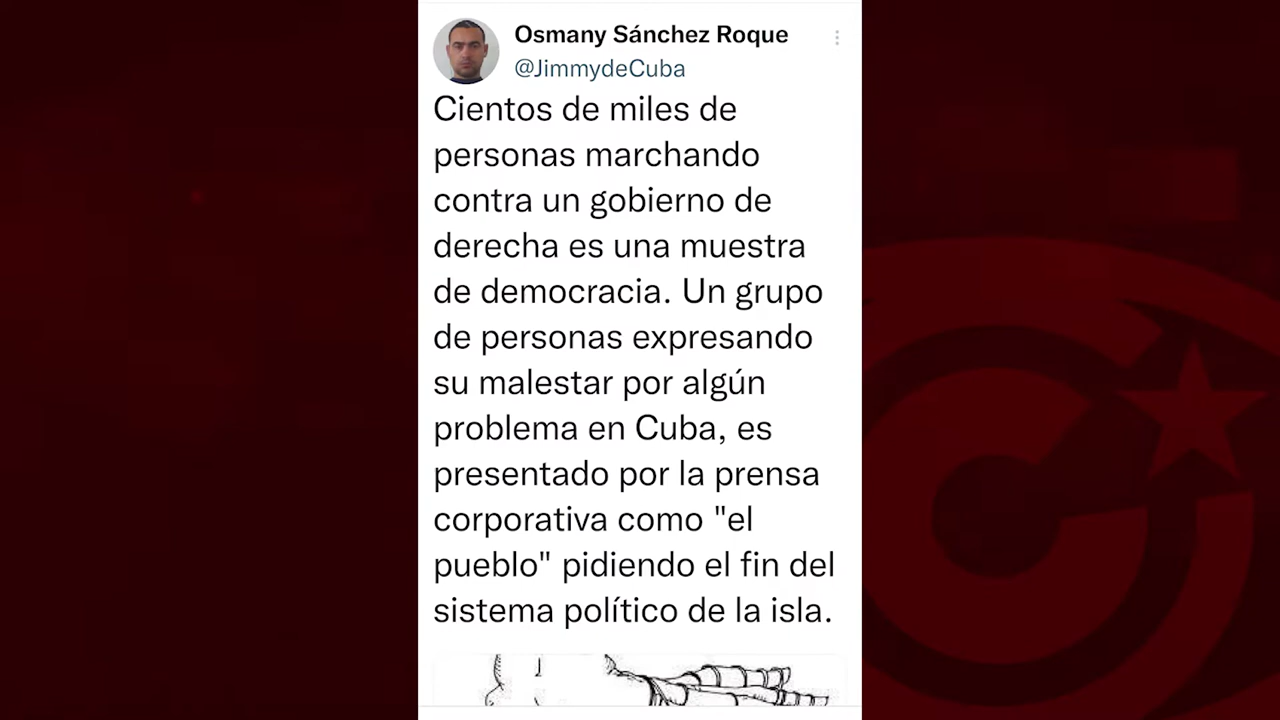 Osmany Sánchez Roque
@JimmydeCuba
Cientos de miles de
personas marchando
contra un gobierno de
derecha es una muestra
de democracia. Un grupo
de personas expresando
su malestar por algún
problema en Cuba, es
presentado por la prensa
corporativa como "el
pueblo" pidiendo el fin del
sistema político de la isla.